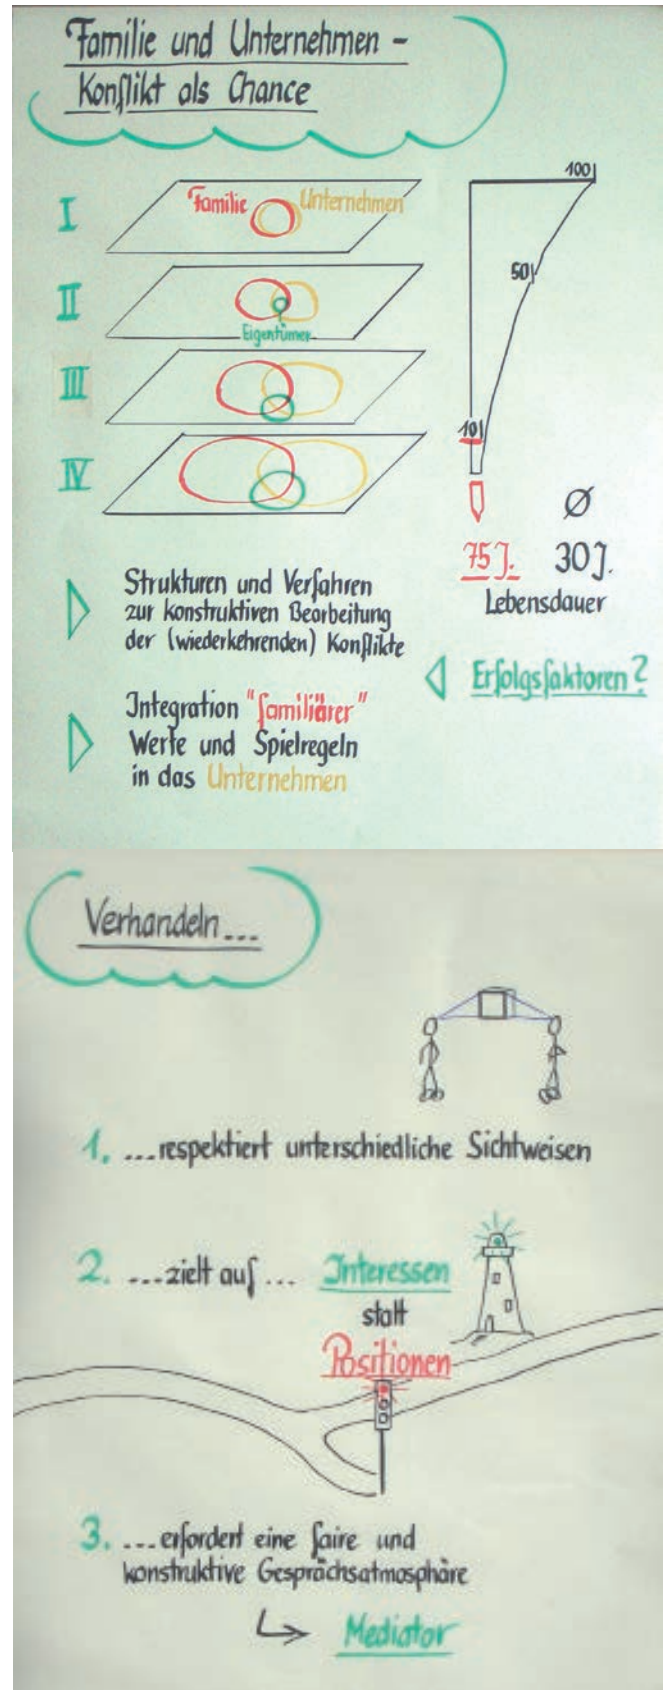 Familie und Unternehmen –
Konflikt als Chance
I
Familie Unternehmen
II
Eigentümer
III
IV
100
50
10
75 J.
Ø
30 J.
Lebensdauer
Strukturen und Verfahren
zur konstruktiven Bearbeitung
der (wiederkehrenden) Konflikte
Erfolgsfaktoren?
Integration "familiärer"
Werte und Spielregeln
in das Unternehmen
Verhandeln...
1. ...respektiert unterschiedliche Sichtweisen
2. ...zielt auf... Interessen
statt
Positionen
3. ...erfordert eine faire und
konstruktive Gesprächsatmosphäre
Mediator